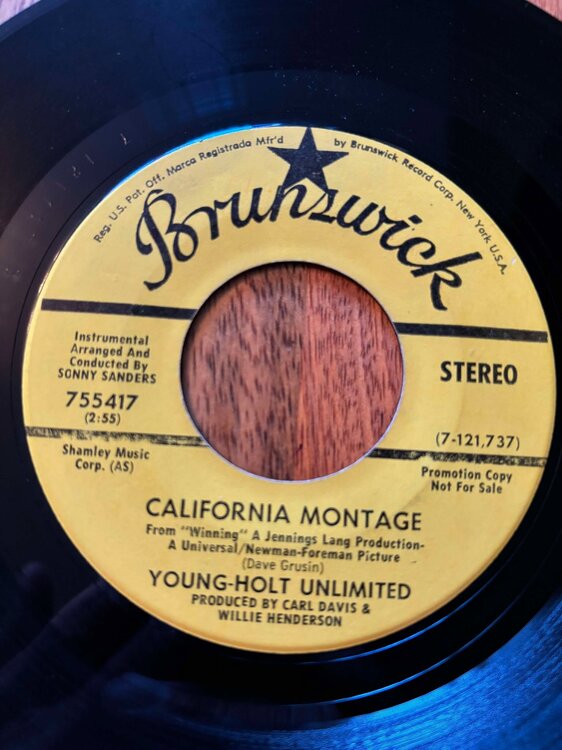 Reg. U.S. Pat. Off. Marca Registrada Mfr'd by Brunswick Record Corp. New York U.S.A.
Brunswick
Instrumental
Arranged And
Conducted By
SONNY SANDERS
755417
(2:55)
Shamley Music
Corp. (AS)
STEREO
(7-121,737)
Promotion Copy
Not For Sale
CALIFORNIA MONTAGE
From "Winning" A Jennings Lang Production-
A Universal/Newman-Foreman Picture
(Dave Grusin)
YOUNG-HOLT UNLIMITED
PRODUCED BY CARL DAVIS &
WILLIE HENDERSON